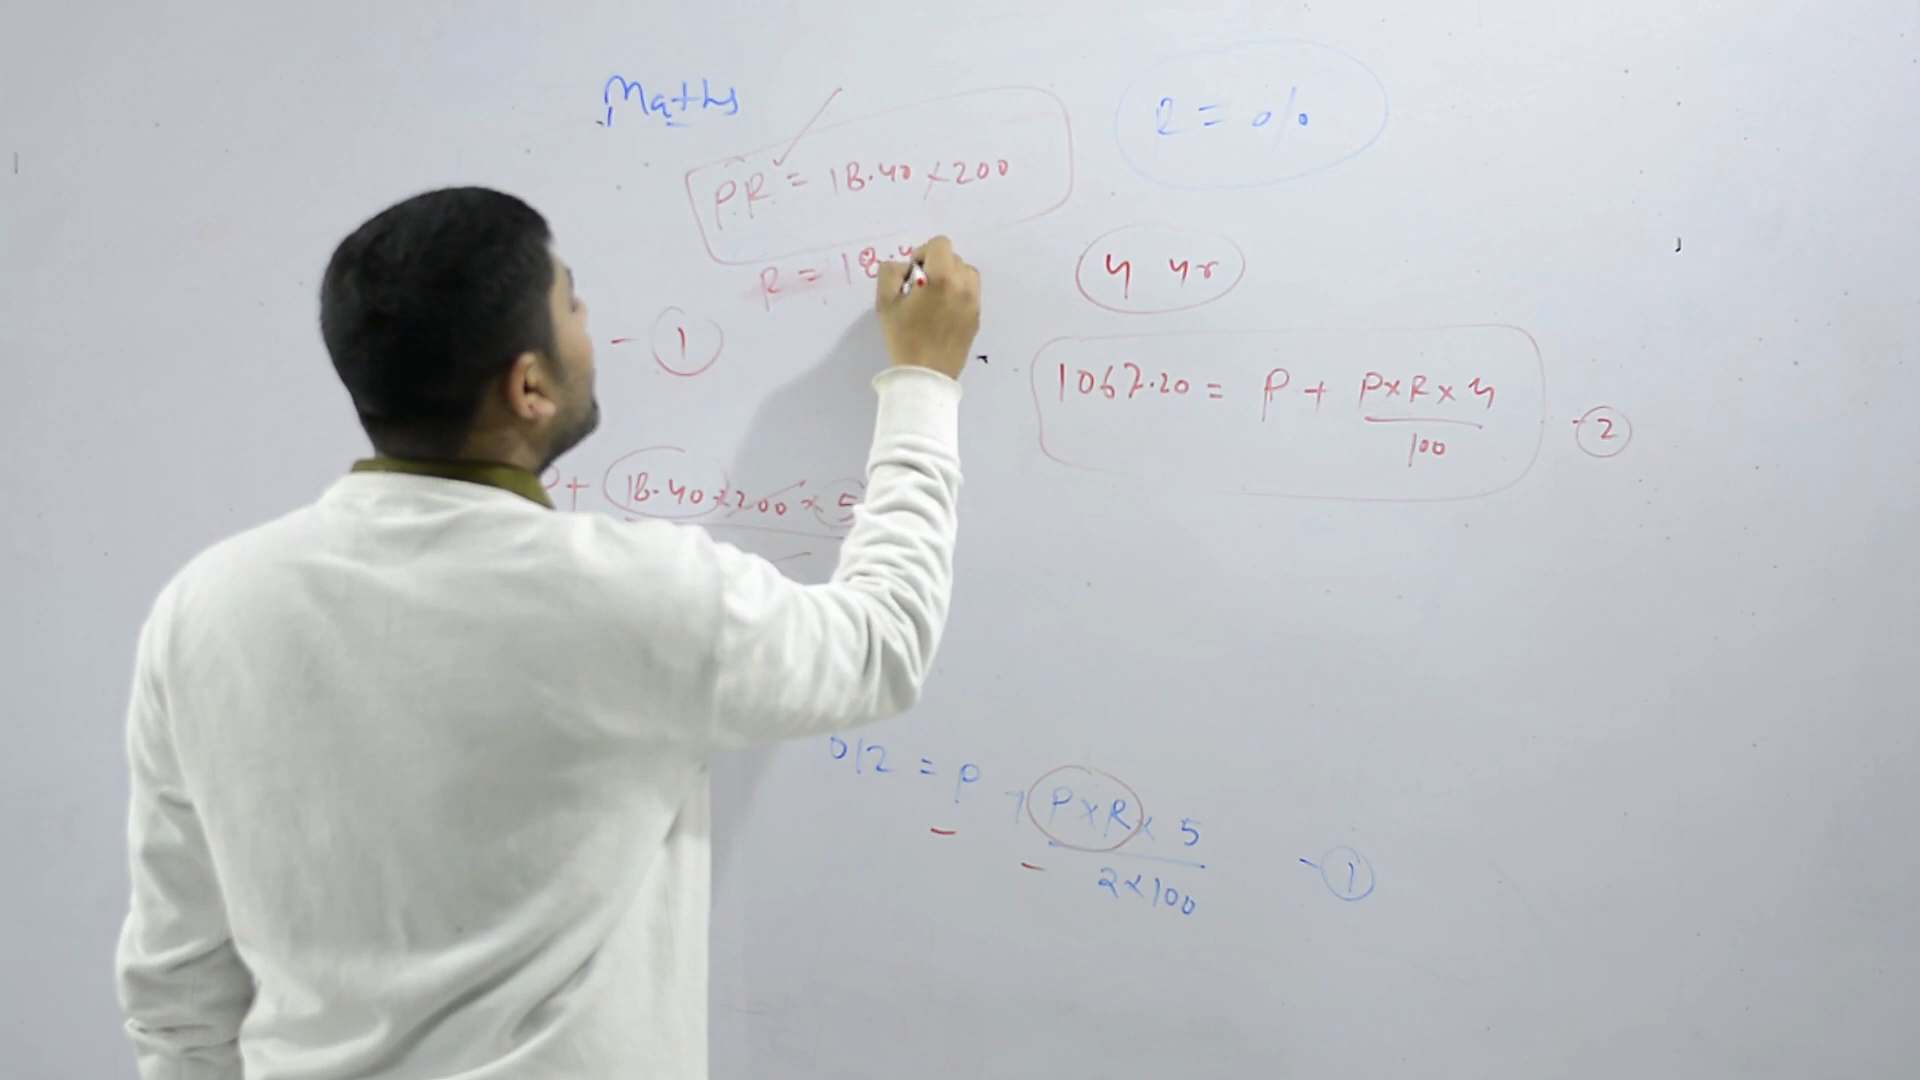 Maths
R = %
PR = 18.40 × 200
R = 18.4
4 yr
- 1
1067.20 = P + P×R×4
100
- 2
P + 18.40 × 200 × 5
012 = P + P×R × 5
2×100
- 1